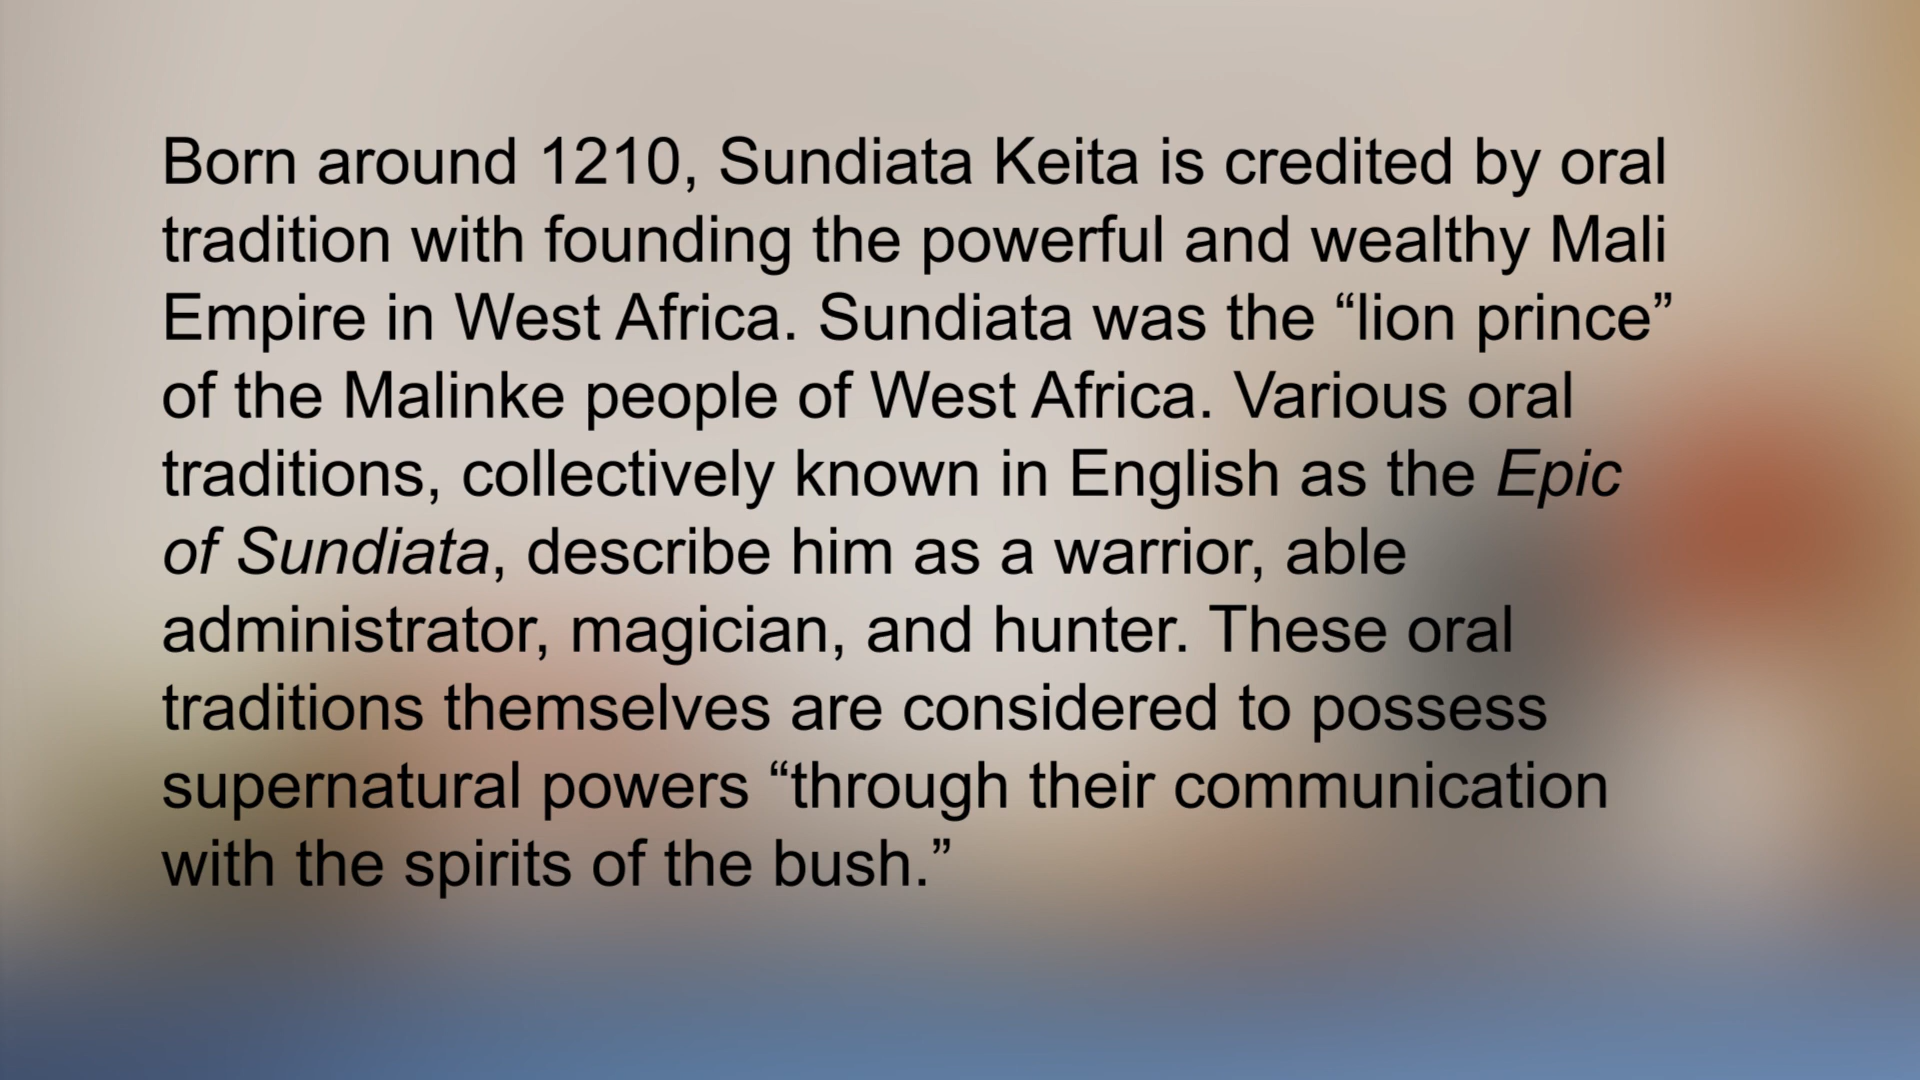 Born around 1210, Sundiata Keita is credited by oral
tradition with founding the powerful and wealthy Mali
Empire in West Africa. Sundiata was the “lion prince”
of the Malinke people of West Africa. Various oral
traditions, collectively known in English as the Epic
of Sundiata, describe him as a warrior, able
administrator, magician, and hunter. These oral
traditions themselves are considered to possess
supernatural powers “through their communication
with the spirits of the bush.”